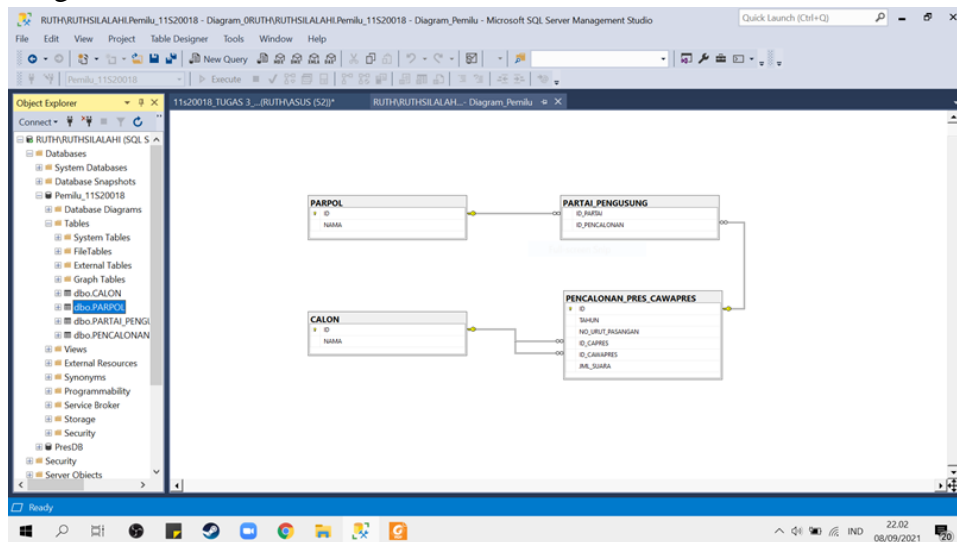 RUTH\RUTHSILALAHI.Pemilu_11S20018 - Diagram_0RUTH\RUTHSILALAHI.Pemilu_11S20018 - Diagram_Pemilu - Microsoft SQL Server Management Studio
Quick Launch (Ctrl+Q)
File Edit View Project Table Designer Tools Window Help
New Query
Pemilu_11S20018
Execute
Object Explorer
11s20018_TUGAS 3_...(RUTH\ASUS (52))*
RUTH\RUTHSILALAH...- Diagram_Pemilu
Connect
RUTH\RUTHSILALAHI (SQL S
Databases
System Databases
Database Snapshots
Pemilu_11S20018
Database Diagrams
Tables
System Tables
FileTables
External Tables
Graph Tables
dbo.CALON
dbo.PARPOL
dbo.PARTAI_PENGU
dbo.PENCALONAN
Views
External Resources
Synonyms
Programmability
Service Broker
Storage
Security
PresDB
Security
Server Objects
PARPOL
ID
NAMA
PARTAI_PENGUSUNG
ID_PARTAI
ID_PENCALONAN
CALON
ID
NAMA
PENCALONAN_PRES_CAWAPRES
ID
TAHUN
NO_URUT_PASANGAN
ID_CAPRES
ID_CAWAPRES
JML_SUARA
Ready
IND
22.02
08/09/2021
20